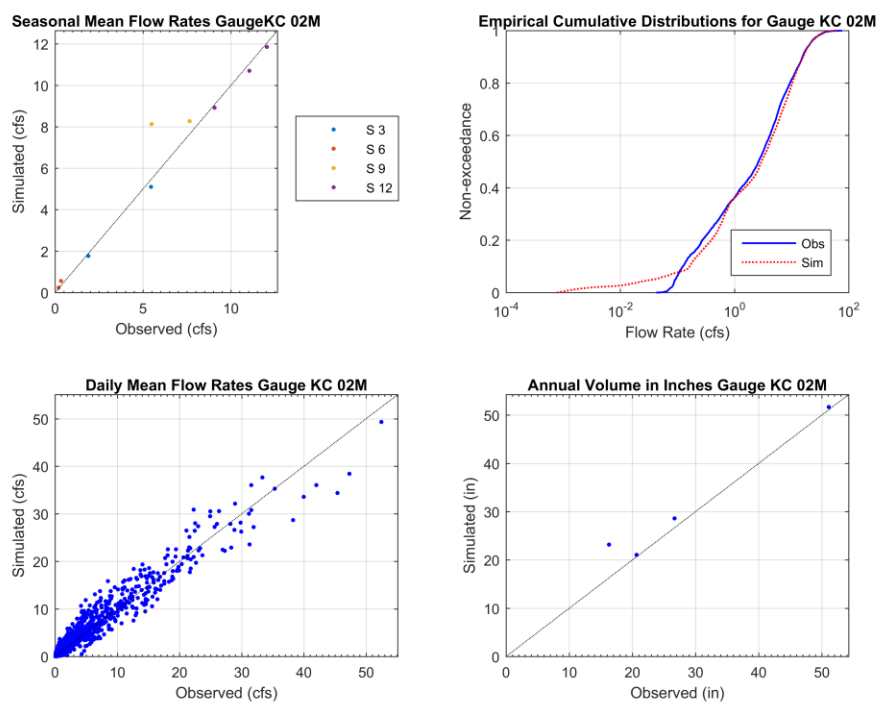 Seasonal Mean Flow Rates GaugeKC 02M
12
10
8
6
4
2
0
0
5
10
Simulated (cfs)
Observed (cfs)
S 3
S 6
S 9
S 12
Empirical Cumulative Distributions for Gauge KC 02M
1
0.8
0.6
0.4
0.2
0
10-4
10-2
100
102
Non-exceedance
Flow Rate (cfs)
Obs
Sim
Daily Mean Flow Rates Gauge KC 02M
50
40
30
20
10
0
0
10
20
30
40
50
Simulated (cfs)
Observed (cfs)
Annual Volume in Inches Gauge KC 02M
50
40
30
20
10
0
0
10
20
30
40
50
Simulated (in)
Observed (in)